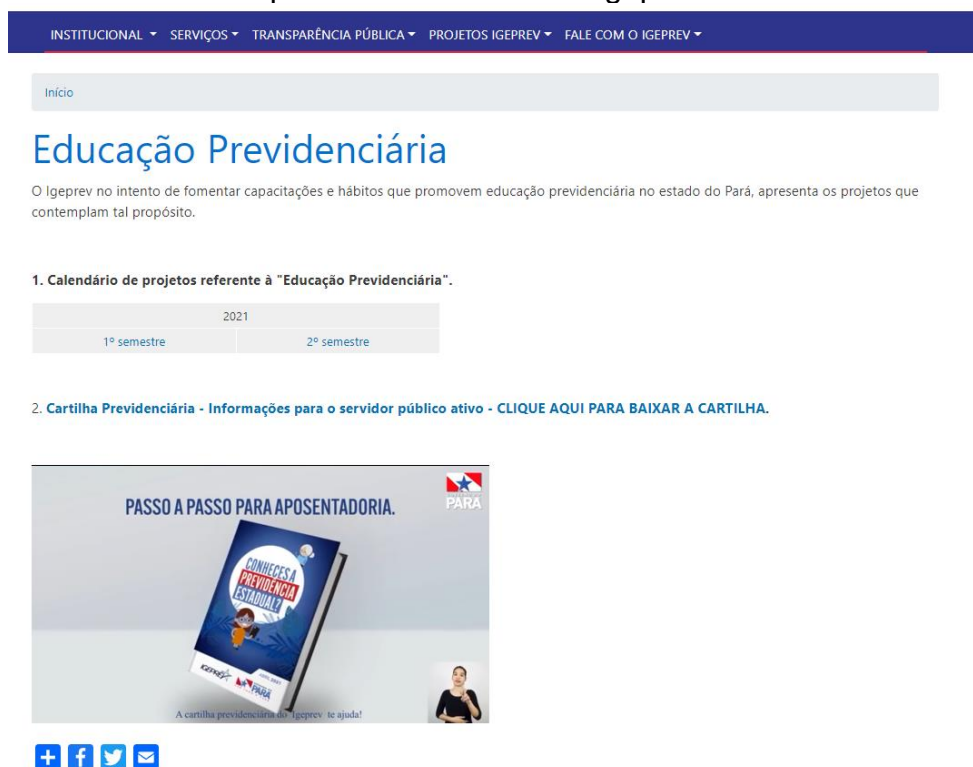 INSTITUCIONAL SERVIÇOS TRANSPARÊNCIA PÚBLICA PROJETOS IGEPREV FALE COM O IGEPREV
Início
Educação Previdenciária
O Igeprev no intento de fomentar capacitações e hábitos que promovem educação previdenciária no estado do Pará, apresenta os projetos que
contemplam tal propósito.
1. Calendário de projetos referente à "Educação Previdenciária".
2021
1º semestre 2º semestre
2. Cartilha Previdenciária - Informações para o servidor público ativo - CLIQUE AQUI PARA BAIXAR A CARTILHA.
PASSO A PASSO PARA APOSENTADORIA.
PARÁ
CONHECES A
PREVIDÊNCIA
ESTADUAL?
IGEPREV
PARÁ
A cartilha previdenciária do Igeprev te ajuda!